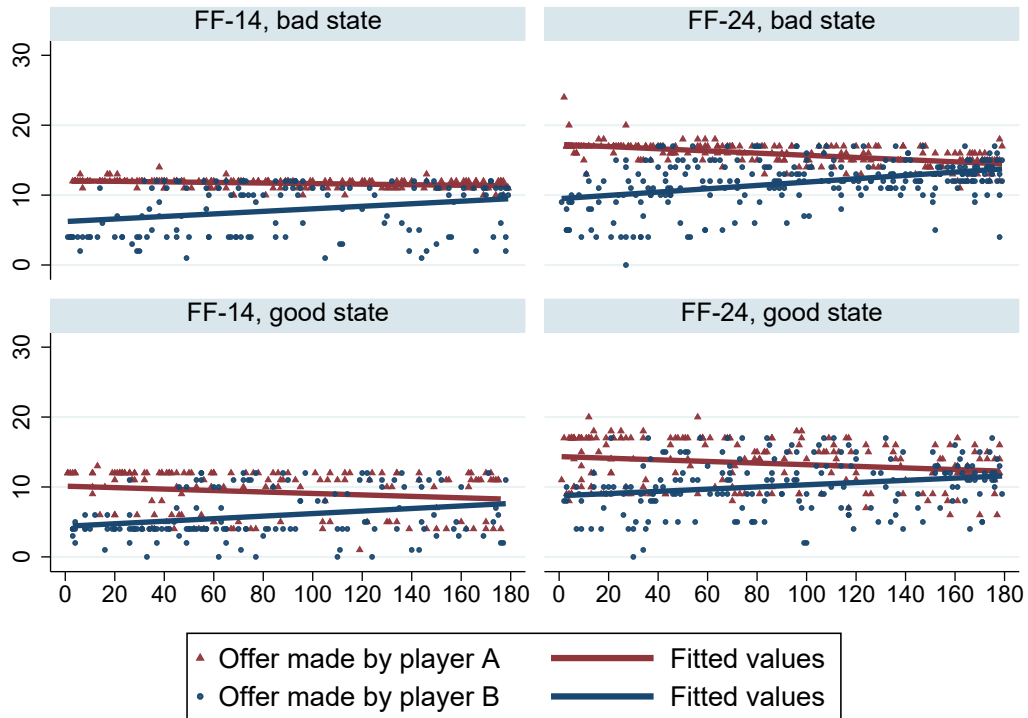 FF-14, bad state
FF-24, bad state
30
20
10
0
FF-14, good state
FF-24, good state
30
20
10
0
0 20 40 60 80 100 120 140 160 180
0 20 40 60 80 100 120 140 160 180
Offer made by player A
Fitted values
Offer made by player B
Fitted values